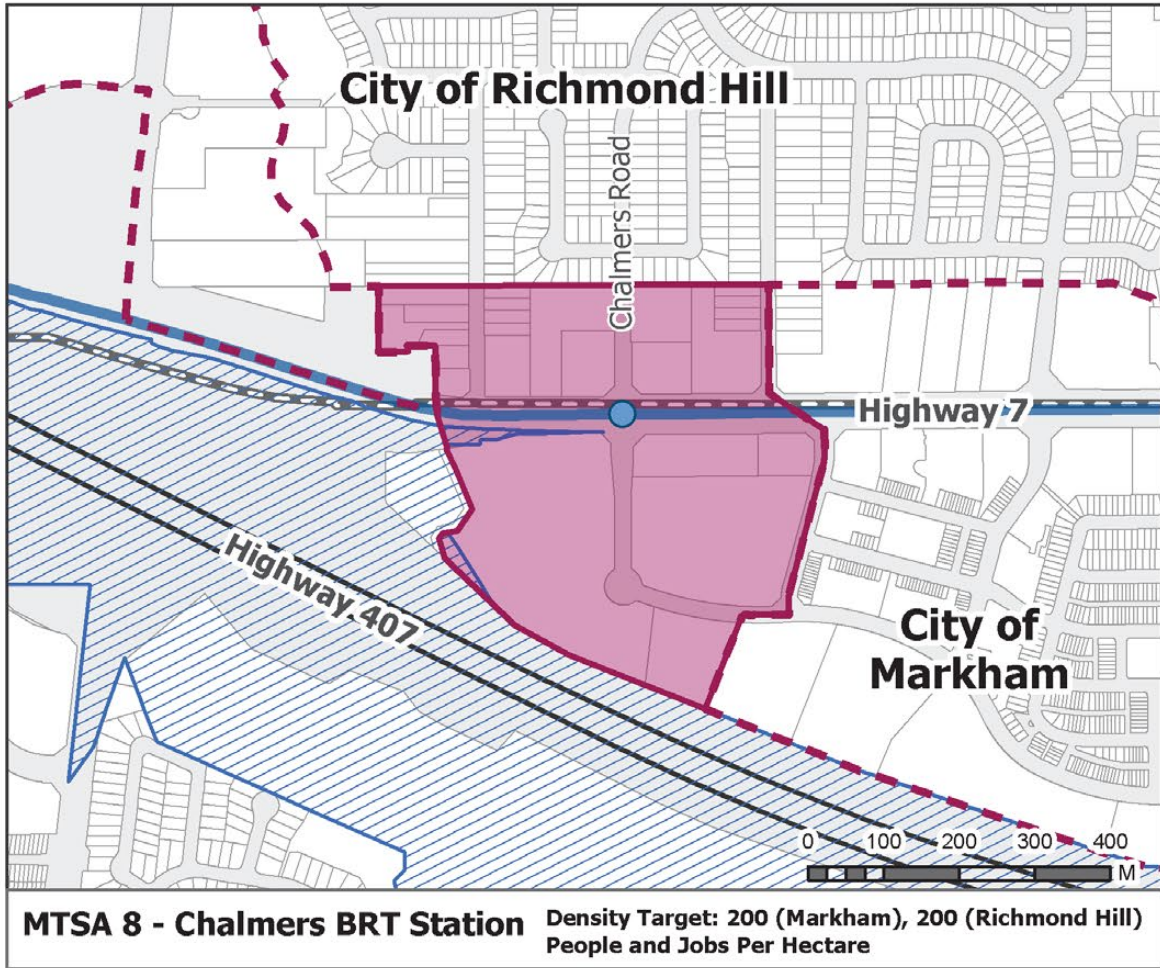 City of Richmond Hill
Chalmers Road
Highway 7
Highway 407
City of
Markham
0 100 200 300 400
M
MTSA 8 - Chalmers BRT Station
Density Target: 200 (Markham), 200 (Richmond Hill)
People and Jobs Per Hectare